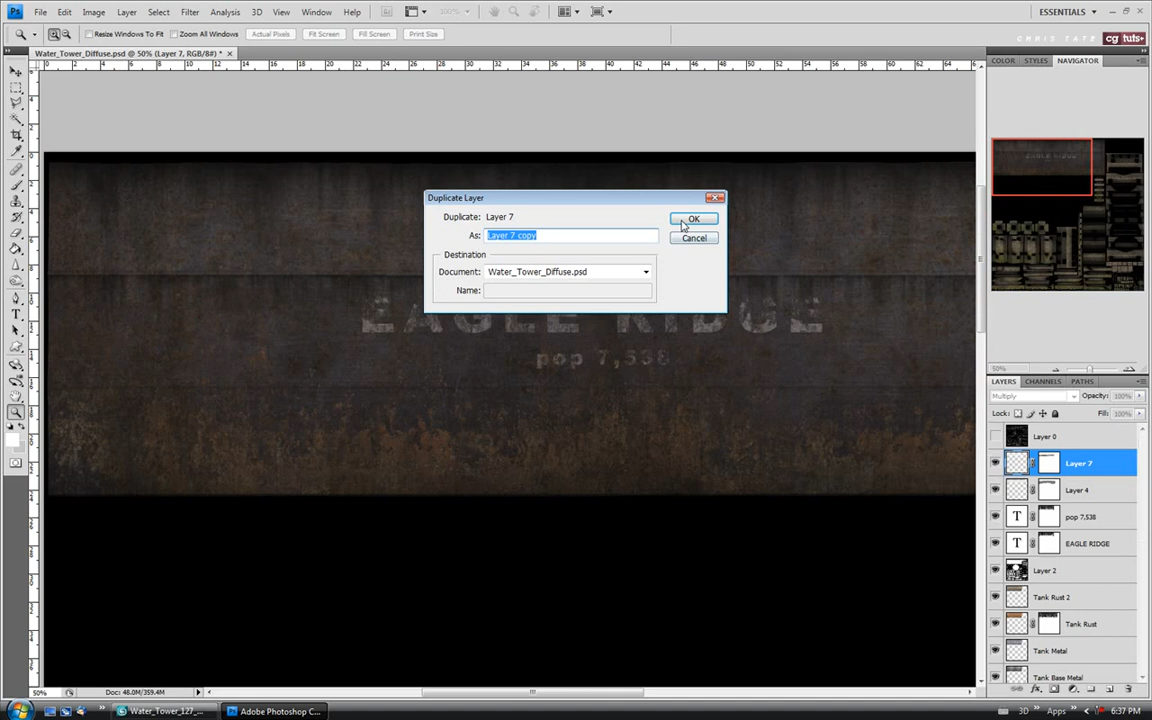 Ps File Edit Image Layer Select Filter Analysis 3D View Window Help 100% ESSENTIALS
Resize Windows To Fit Zoom All Windows Actual Pixels Fit Screen Fill Screen Print Size CHRIS TATE cg tuts+
Water_Tower_Diffuse.psd @ 50% (Layer 7, RGB/8#) *
COLOR STYLES NAVIGATOR
Duplicate Layer
Duplicate: Layer 7
OK
As: Layer 7 copy
Cancel
Destination
Document: Water_Tower_Diffuse.psd
Name:
EAGLE RIDGE
pop 7,538
50%
LAYERS CHANNELS PATHS
Multiply Opacity: 100%
Lock: Fill: 100%
Layer 0
Layer 7
Layer 4
T pop 7,538
T EAGLE RIDGE
Layer 2
Tank Rust 2
Tank Rust
Tank Metal
Tank Base Metal
50% Doc: 48.0M/359.4M
Water_Tower_127_... Adobe Photoshop C... 3D Apps 6:37 PM